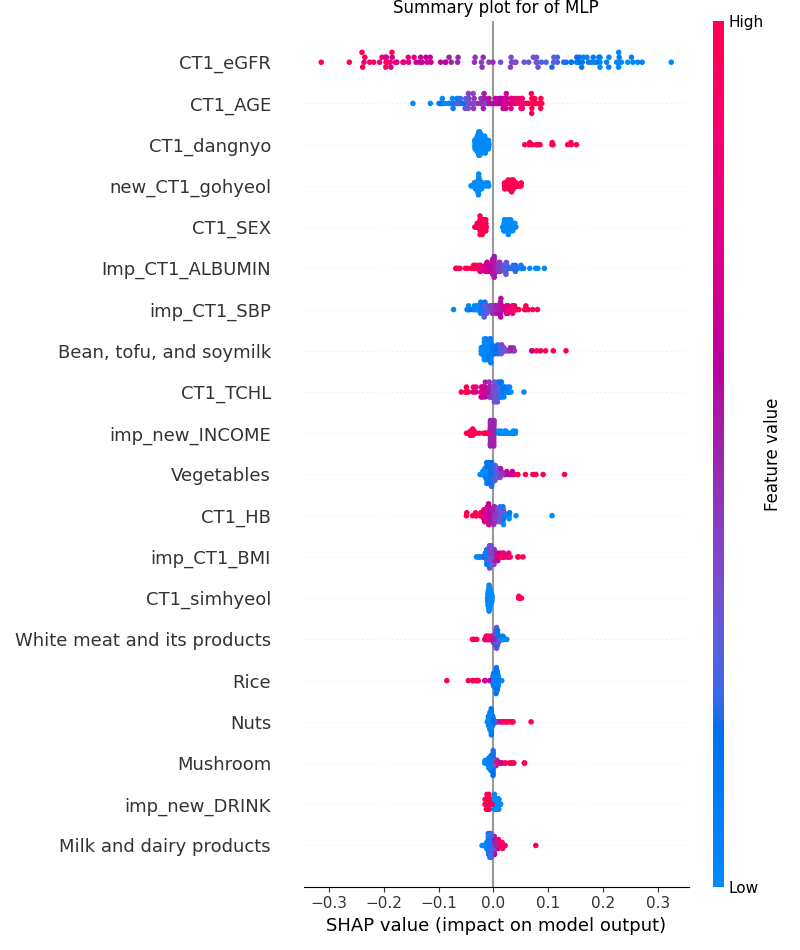 Summary plot for of MLP
High
CT1_eGFR
CT1_AGE
CT1_dangnyo
new_CT1_gohyeol
CT1_SEX
Imp_CT1_ALBUMIN
imp_CT1_SBP
Bean, tofu, and soymilk
CT1_TCHL
imp_new_INCOME
Vegetables
CT1_HB
imp_CT1_BMI
CT1_simhyeol
White meat and its products
Rice
Nuts
Mushroom
imp_new_DRINK
Milk and dairy products
Feature value
Low
−0.3 −0.2 −0.1 0.0 0.1 0.2 0.3
SHAP value (impact on model output)